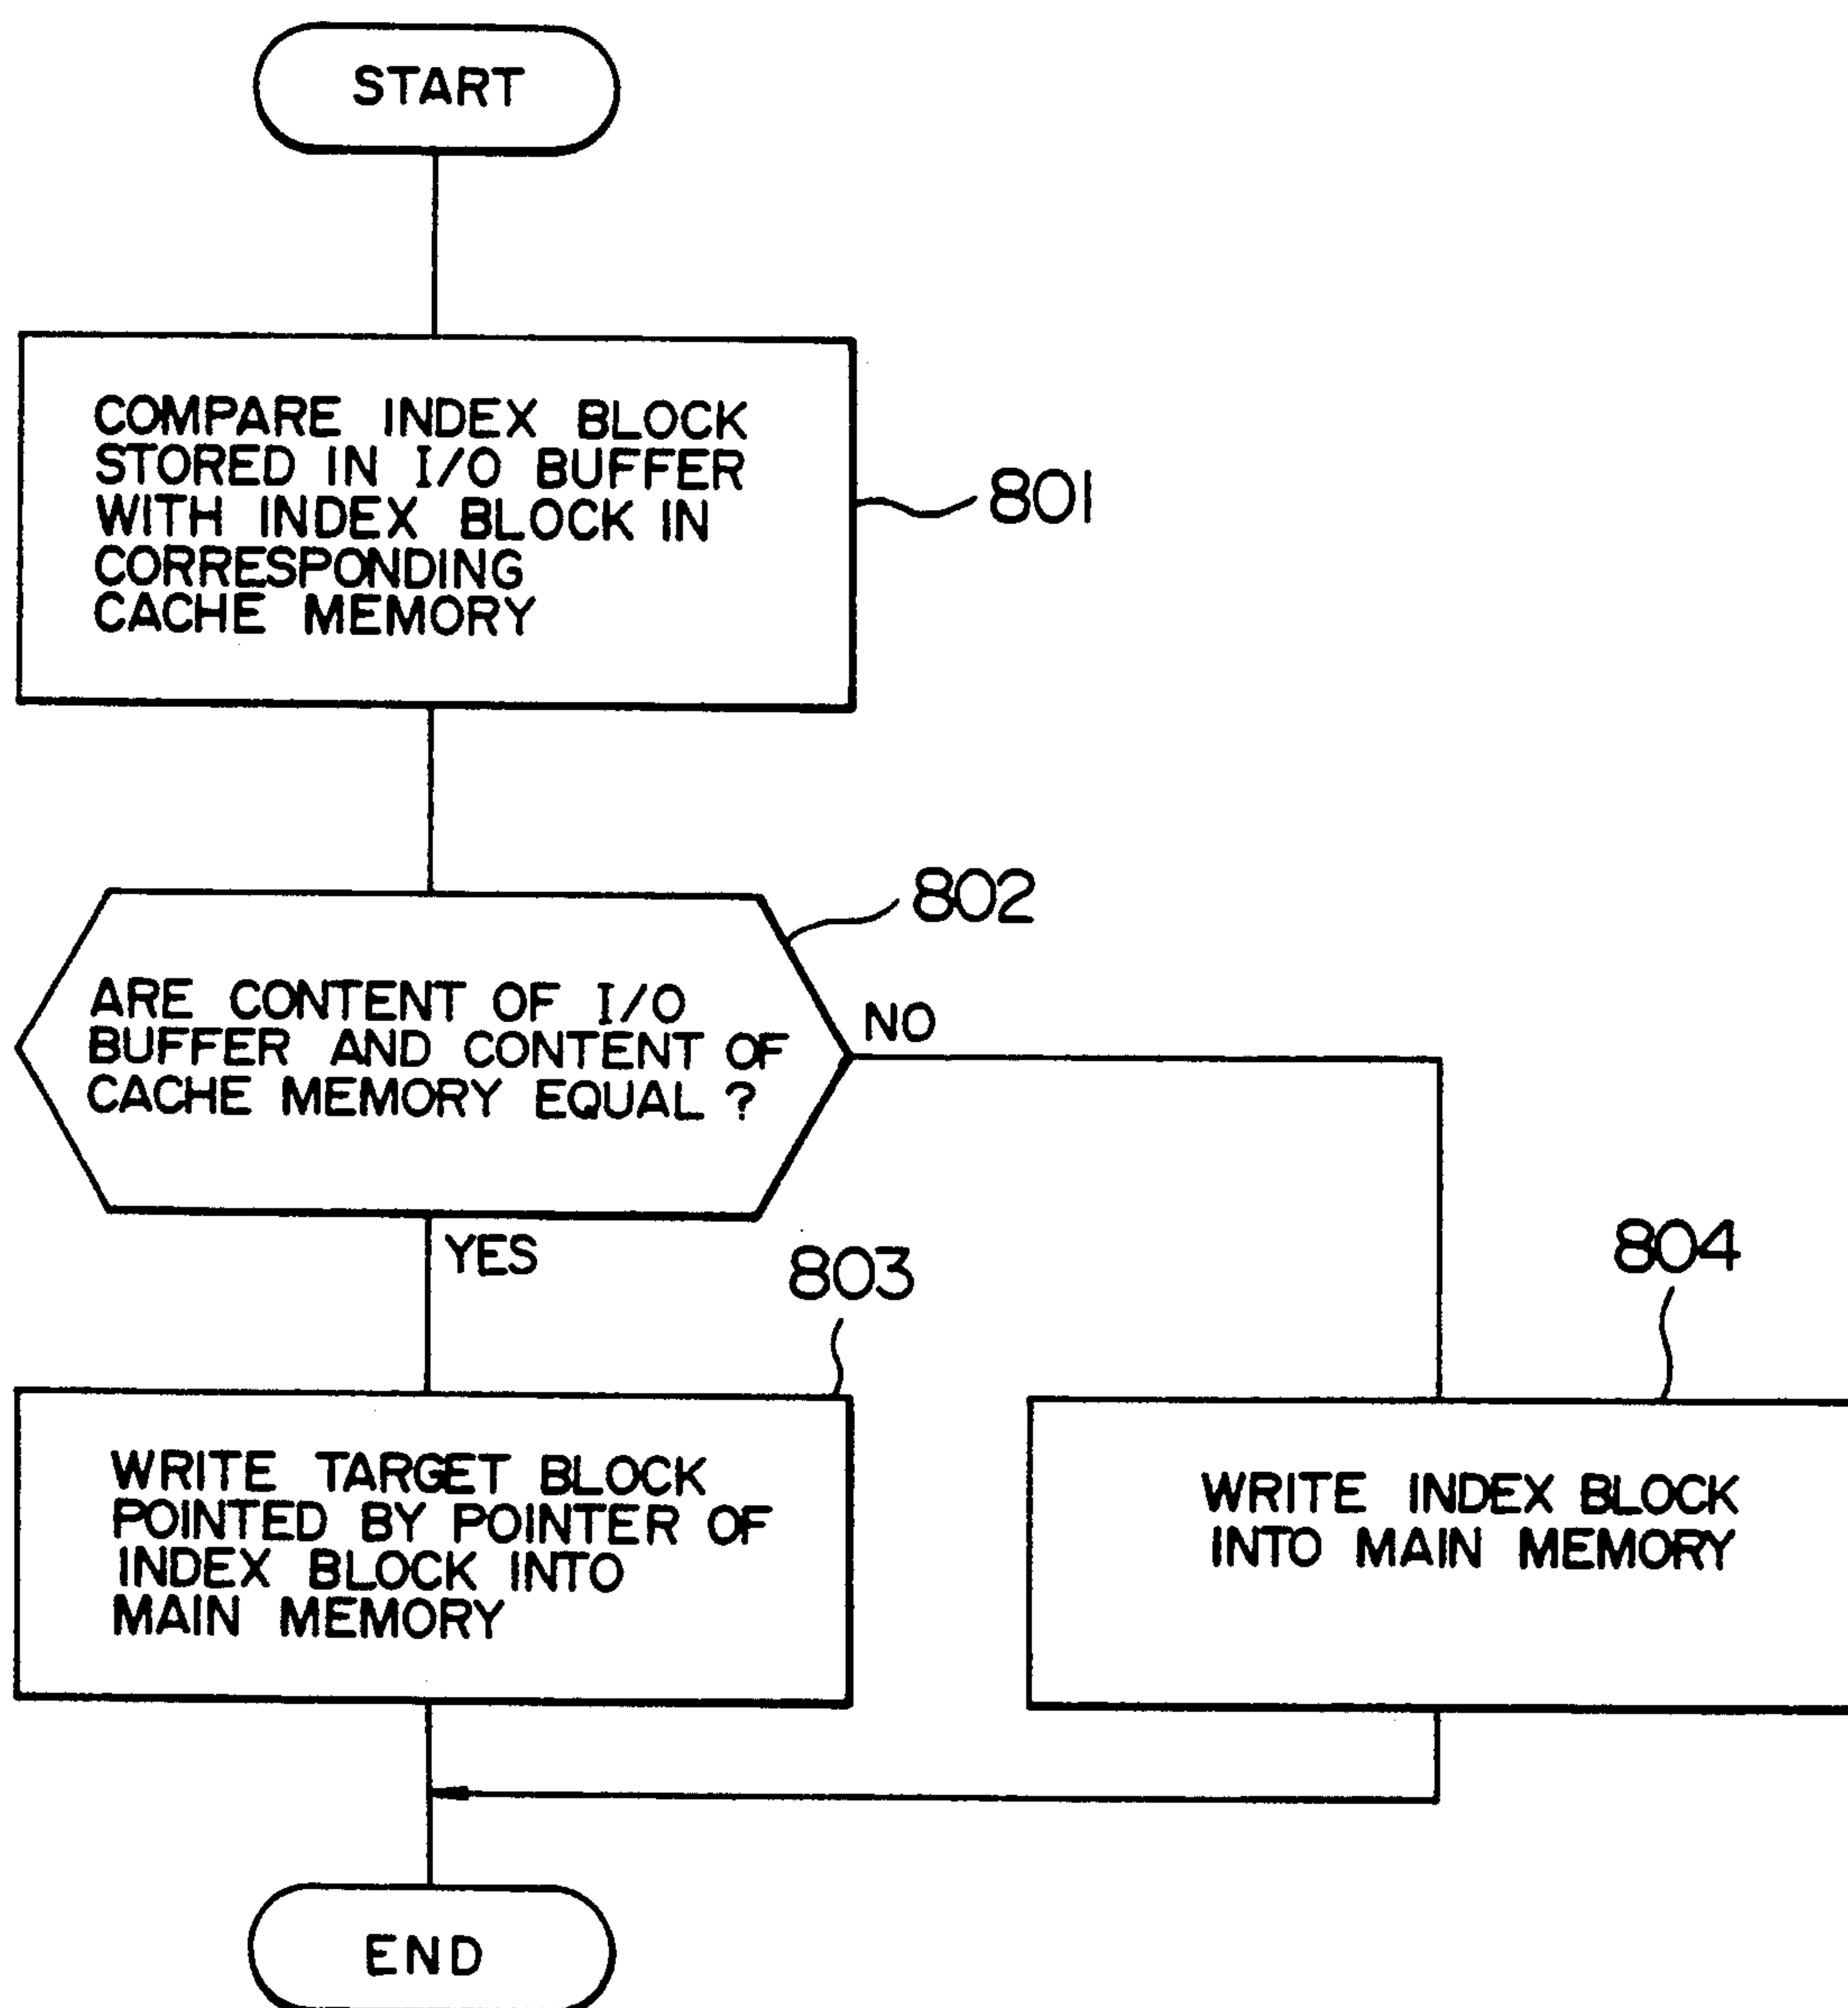 START
COMPARE INDEX BLOCK
STORED IN I/O BUFFER
WITH INDEX BLOCK IN
CORRESPONDING
CACHE MEMORY
801
802
ARE CONTENT OF I/O
BUFFER AND CONTENT OF
CACHE MEMORY EQUAL ?
NO
YES
803
804
WRITE TARGET BLOCK
POINTED BY POINTER OF
INDEX BLOCK INTO
MAIN MEMORY
WRITE INDEX BLOCK
INTO MAIN MEMORY
END